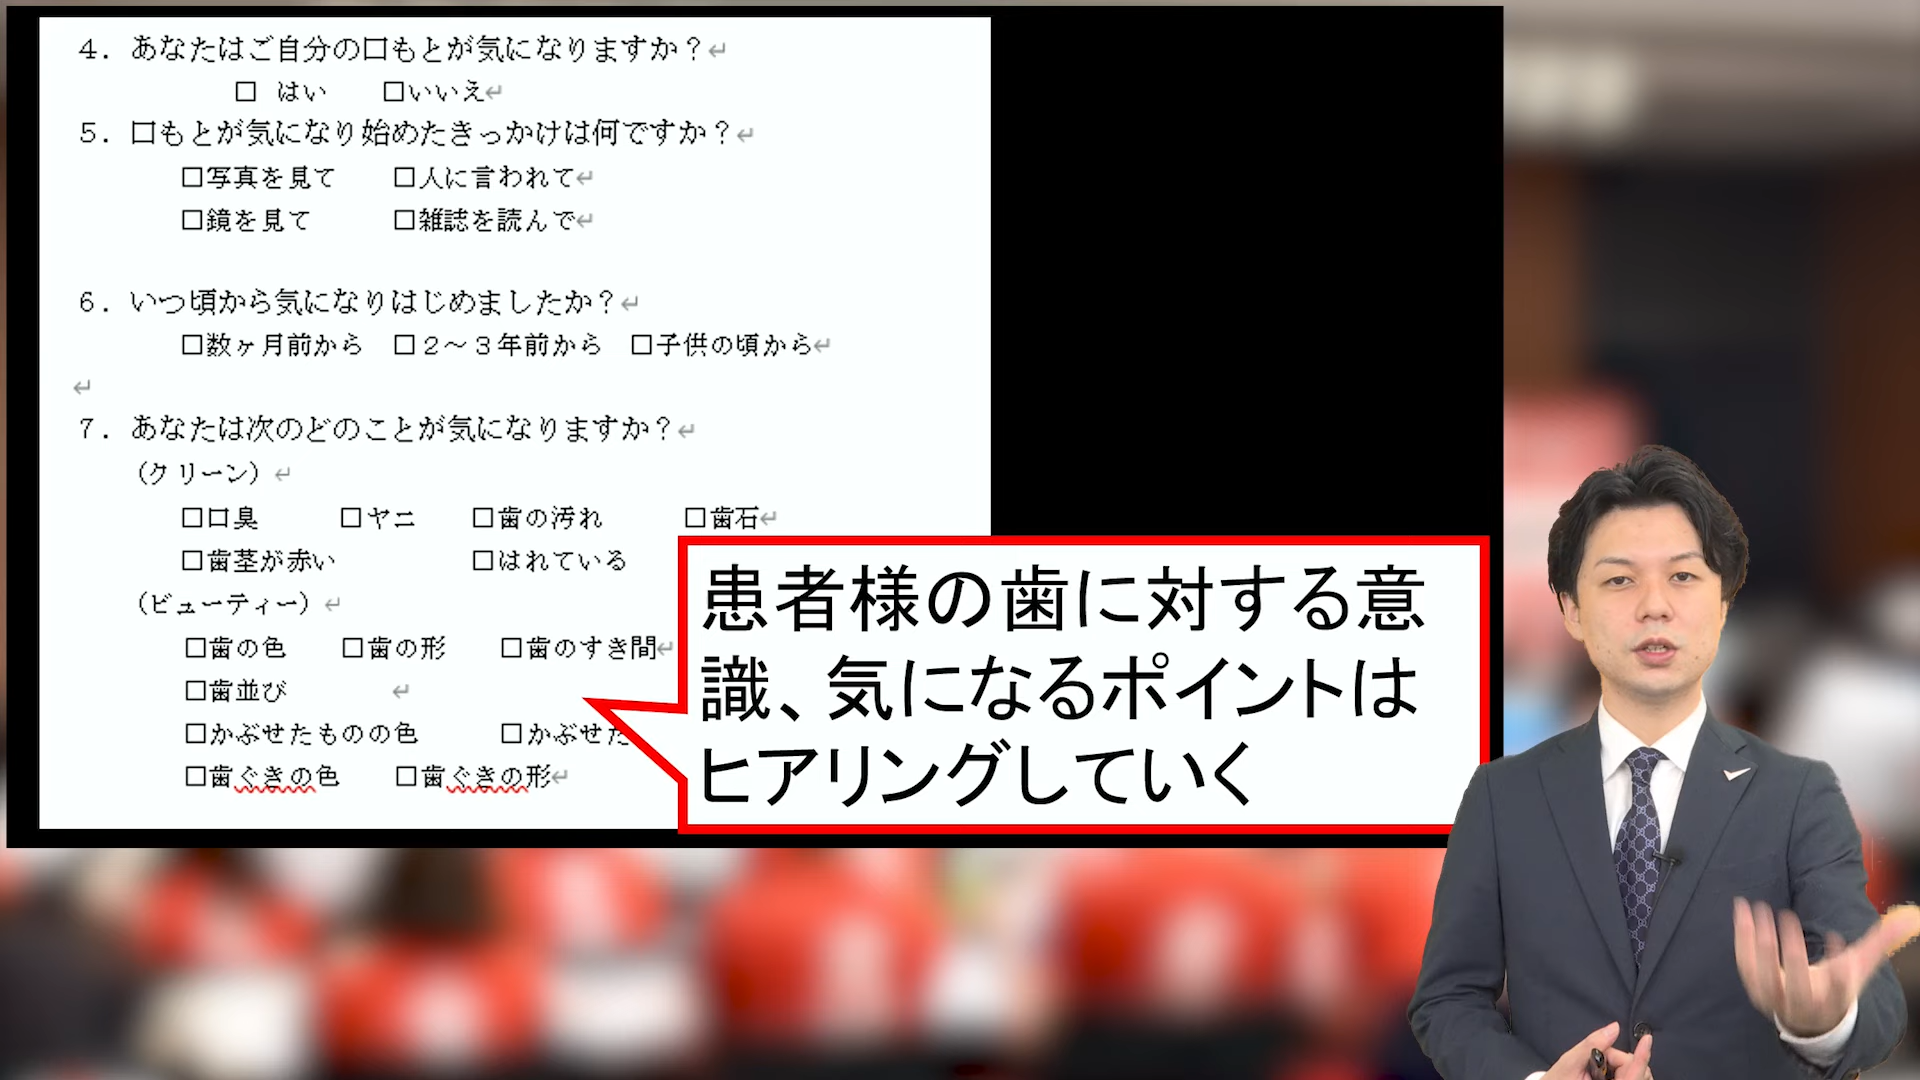 ４．あなたはご自分の口もとが気になりますか？↵
□ はい □いいえ↵
５．口もとが気になり始めたきっかけは何ですか？↵
□写真を見て □人に言われて↵
□鏡を見て □雑誌を読んで↵
６．いつ頃から気になりはじめましたか？↵
□数ヶ月前から □２～３年前から □子供の頃から↵
↵
７．あなたは次のどのことが気になりますか？↵
（クリーン）↵
□口臭 □ヤニ □歯の汚れ □歯石↵
□歯茎が赤い □はれている
（ビューティー）↵
□歯の色 □歯の形 □歯のすき間↵
□歯並び ↵
□かぶせたものの色 □かぶせた
□歯ぐきの色 □歯ぐきの形↵
患者様の歯に対する意
識、気になるポイントは
ヒアリングしていく